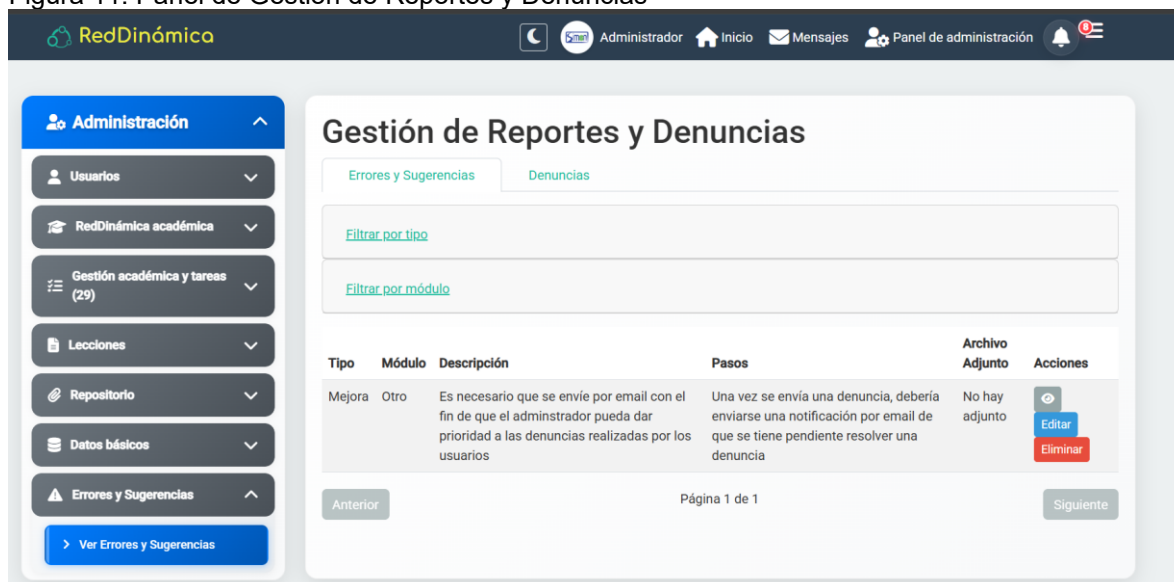 Figura 11. Panel de Gestión de Reportes y Denuncias
RedDinámica
Administrador Inicio Mensajes Panel de administración 8
Administración
Usuarios
RedDinámica académica
Gestión académica y tareas
(29)
Lecciones
Repositorio
Datos básicos
Errores y Sugerencias
Ver Errores y Sugerencias
Gestión de Reportes y Denuncias
Errores y Sugerencias Denuncias
Filtrar por tipo
Filtrar por módulo
Tipo Módulo Descripción Pasos Archivo Adjunto Acciones
Mejora Otro Es necesario que se envíe por email con el Una vez se envía una denuncia, debería No hay
fin de que el adminstrador pueda dar enviarse una notificación por email de adjunto
prioridad a las denuncias realizadas por los que se tiene pendiente resolver una Editar
usuarios denuncia Eliminar
Anterior Página 1 de 1 Siguiente